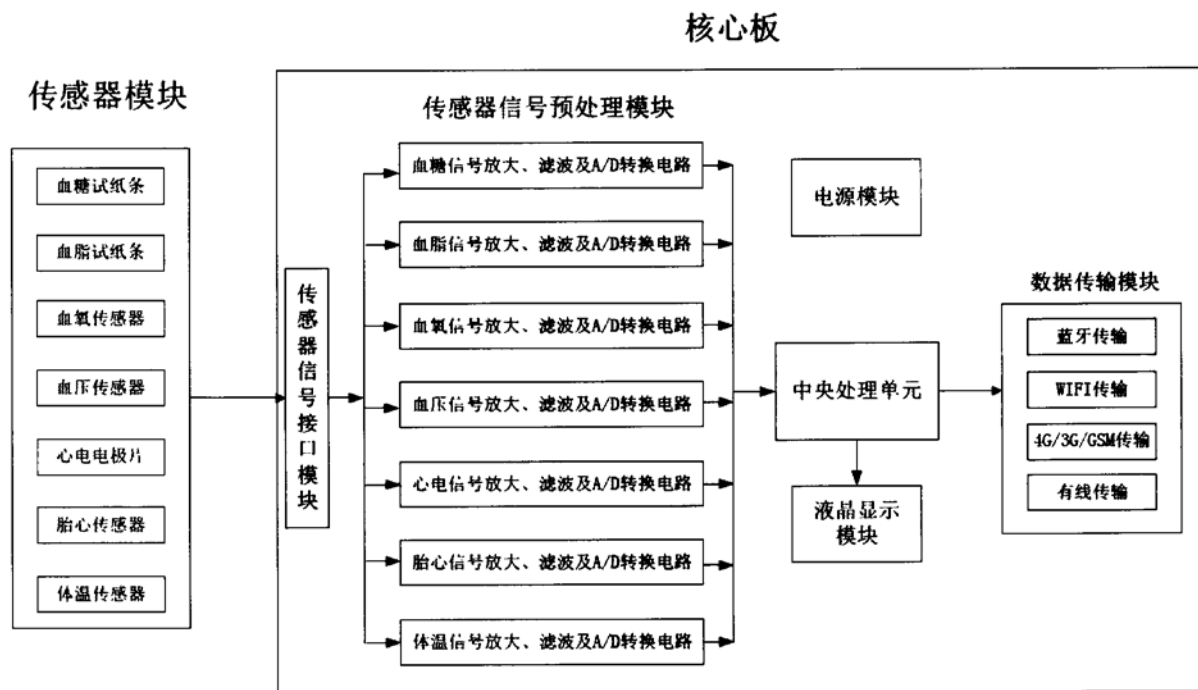 核心板
传感器模块
血糖试纸条
血脂试纸条
血氧传感器
血压传感器
心电电极片
胎心传感器
体温传感器
传感器信号接口模块
传感器信号预处理模块
血糖信号放大、滤波及A/D转换电路
血脂信号放大、滤波及A/D转换电路
血氧信号放大、滤波及A/D转换电路
血压信号放大、滤波及A/D转换电路
心电信号放大、滤波及A/D转换电路
胎心信号放大、滤波及A/D转换电路
体温信号放大、滤波及A/D转换电路
电源模块
中央处理单元
液晶显示
模块
数据传输模块
蓝牙传输
WIFI传输
4G/3G/GSM传输
有线传输